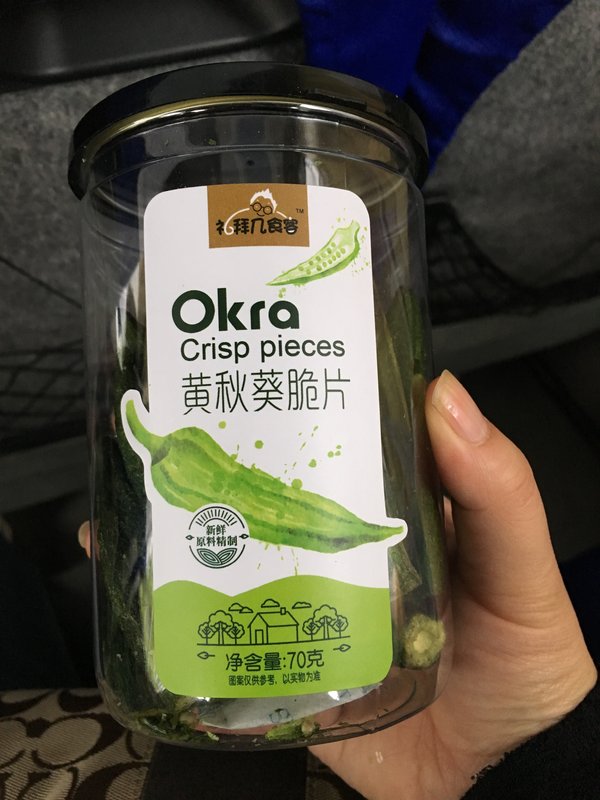 礼拜几食客 TM
Okra
Crisp pieces
黄秋葵脆片
新鲜
原料精制
净含量:70克
图案仅供参考，以实物为准